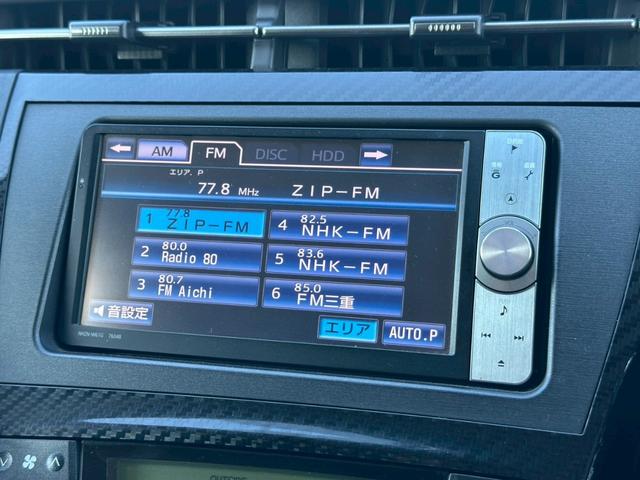 AM FM DISC HDD
エリア. P
77.8 MHz ZIP-FM
1 77.8 ZIP-FM
4 82.5 NHK-FM
2 80.0 Radio 80
5 83.6 NHK-FM
3 80.7 FM Aichi
6 85.0 FM三重
音設定
エリア AUTO.P
OUTSIDE